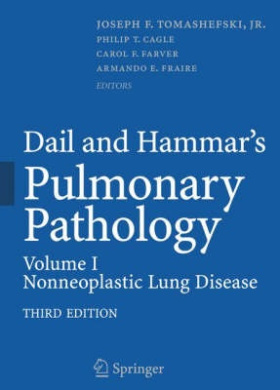 JOSEPH F. TOMASHEFSKI, JR.
PHILIP T. CAGLE
CAROL F. FARVER
ARMANDO E. FRAIRE
EDITORS
Dail and Hammar's
Pulmonary
Pathology
Volume I
Nonneoplastic Lung Disease
THIRD EDITION
Springer